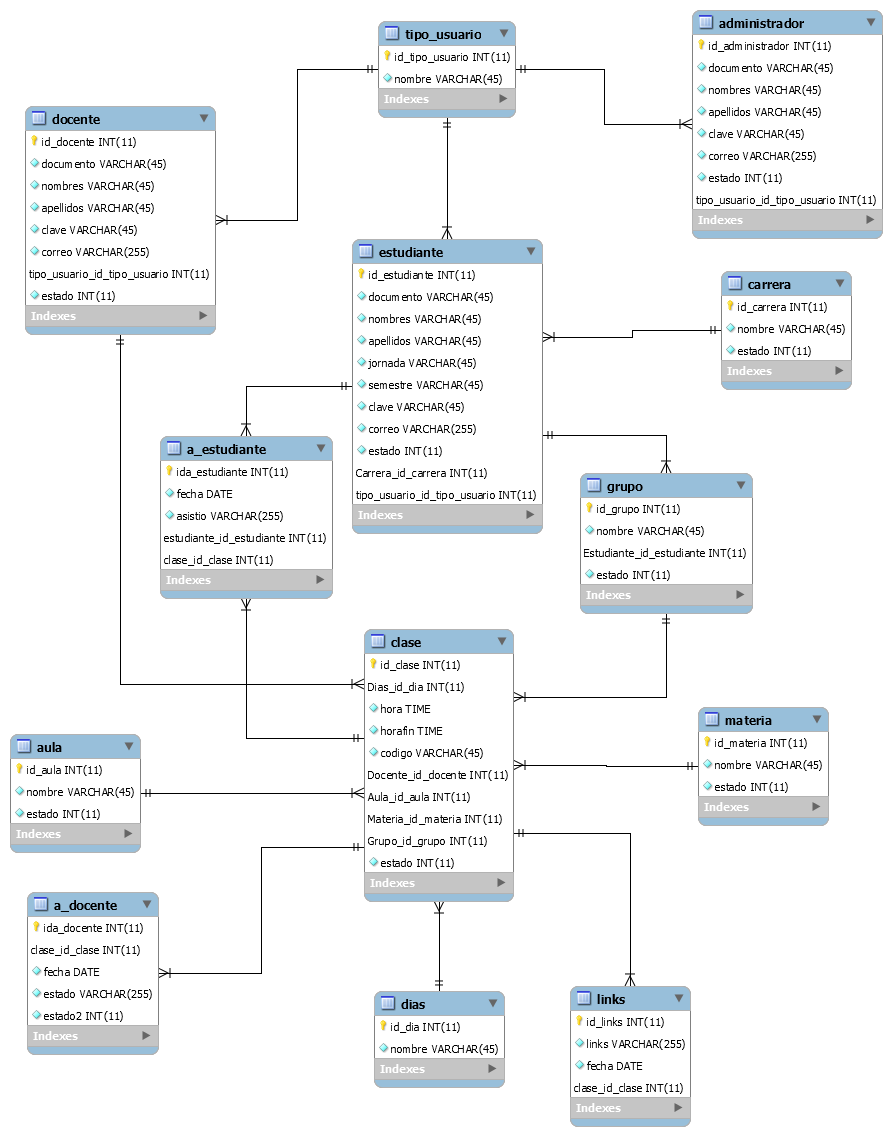 tipo_usuario
id_tipo_usuario INT(11)
nombre VARCHAR(45)
Indexes
administrador
id_administrador INT(11)
documento VARCHAR(45)
nombres VARCHAR(45)
apellidos VARCHAR(45)
clave VARCHAR(45)
correo VARCHAR(255)
estado INT(11)
tipo_usuario_id_tipo_usuario INT(11)
Indexes
docente
id_docente INT(11)
documento VARCHAR(45)
nombres VARCHAR(45)
apellidos VARCHAR(45)
clave VARCHAR(45)
correo VARCHAR(255)
tipo_usuario_id_tipo_usuario INT(11)
estado INT(11)
Indexes
estudiante
id_estudiante INT(11)
documento VARCHAR(45)
nombres VARCHAR(45)
apellidos VARCHAR(45)
jornada VARCHAR(45)
semestre VARCHAR(45)
clave VARCHAR(45)
correo VARCHAR(255)
estado INT(11)
Carrera_id_carrera INT(11)
tipo_usuario_id_tipo_usuario INT(11)
Indexes
carrera
id_carrera INT(11)
nombre VARCHAR(45)
estado INT(11)
Indexes
a_estudiante
ida_estudiante INT(11)
fecha DATE
asistio VARCHAR(255)
estudiante_id_estudiante INT(11)
clase_id_clase INT(11)
Indexes
grupo
id_grupo INT(11)
nombre VARCHAR(45)
Estudiante_id_estudiante INT(11)
estado INT(11)
Indexes
clase
id_clase INT(11)
Dias_id_dia INT(11)
hora TIME
horafin TIME
codigo VARCHAR(45)
Docente_id_docente INT(11)
Aula_id_aula INT(11)
Materia_id_materia INT(11)
Grupo_id_grupo INT(11)
estado INT(11)
Indexes
materia
id_materia INT(11)
nombre VARCHAR(45)
estado INT(11)
Indexes
aula
id_aula INT(11)
nombre VARCHAR(45)
estado INT(11)
Indexes
a_docente
ida_docente INT(11)
clase_id_clase INT(11)
fecha DATE
estado VARCHAR(255)
estado2 INT(11)
Indexes
dias
id_dia INT(11)
nombre VARCHAR(45)
Indexes
links
id_links INT(11)
links VARCHAR(255)
fecha DATE
clase_id_clase INT(11)
Indexes